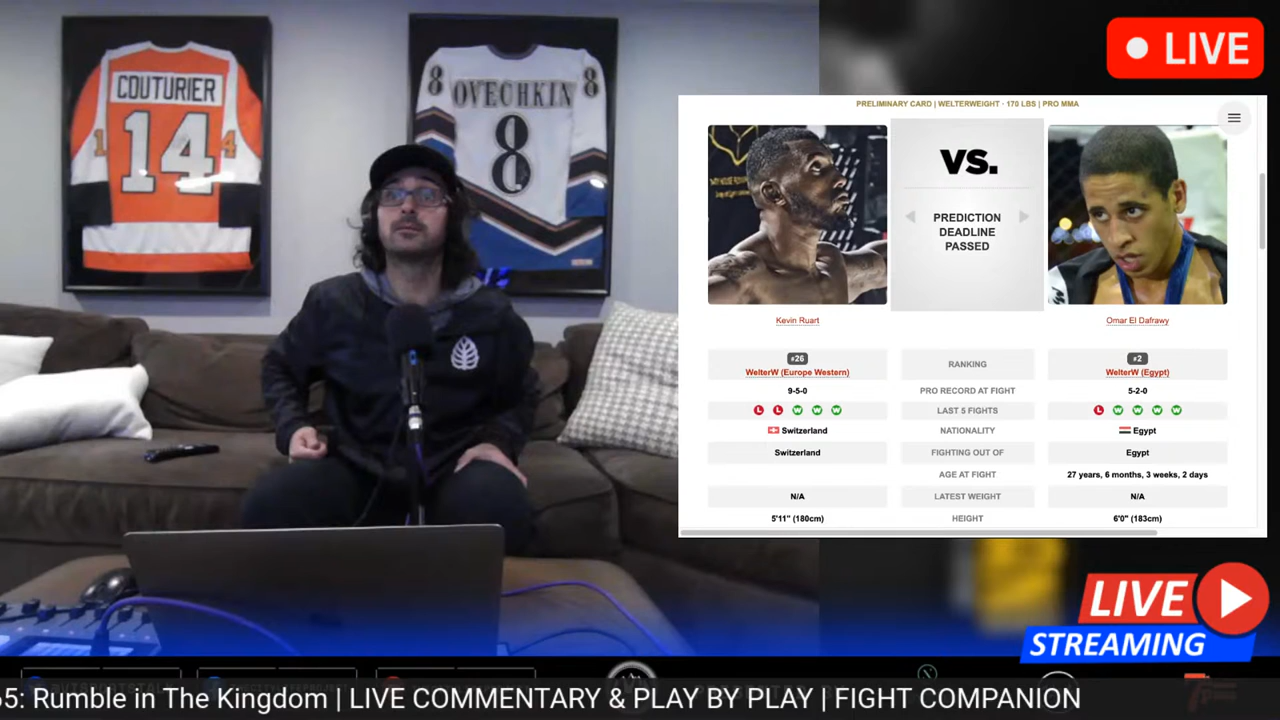 COUTURIER
14
14
8
8
OVECHKIN
8
LIVE
PRELIMINARY CARD | WELTERWEIGHT · 170 LBS | PRO MMA
VS.
PREDICTION
DEADLINE
PASSED
Kevin Ruart
Omar El Dafrawy
#26
WelterW (Europe Western)
RANKING
#2
WelterW (Egypt)
9-5-0
PRO RECORD AT FIGHT
5-2-0
L L W W W
LAST 5 FIGHTS
L W W W W
Switzerland
NATIONALITY
Egypt
Switzerland
FIGHTING OUT OF
Egypt
AGE AT FIGHT
27 years, 6 months, 3 weeks, 2 days
N/A
LATEST WEIGHT
N/A
5'11" (180cm)
HEIGHT
6'0" (183cm)
LIVE
STREAMING
65: Rumble in The Kingdom | LIVE COMMENTARY & PLAY BY PLAY | FIGHT COMPANION